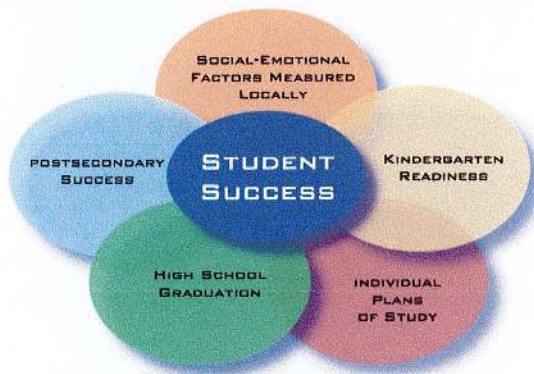 SOCIAL-EMOTIONAL
FACTORS MEASURED
LOCALLY
KINDERGARTEN
READINESS
INDIVIDUAL
PLANS
OF STUDY
HIGH SCHOOL
GRADUATION
POSTSECONDARY
SUCCESS
STUDENT
SUCCESS